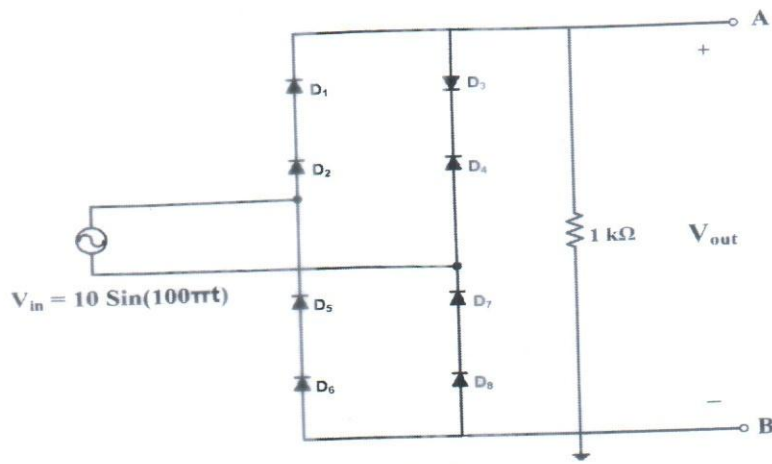 A
+
D₁
D₃
D₂
D₄
1 kΩ
Vout
Vin = 10 Sin(100πt)
D₅
D₇
D₆
D₈
–
B